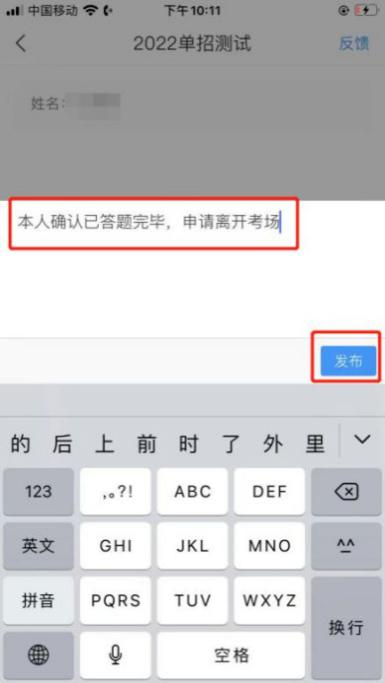 中国移动 下午10:11
2022单招测试 反馈
姓名:
本人确认已答题完毕，申请离开考场
发布
的 后 上 前 时 了 外 里
123 ,。?! ABC DEF
英文 GHI JKL MNO ^^
拼音 PQRS TUV WXYZ 换行
空格